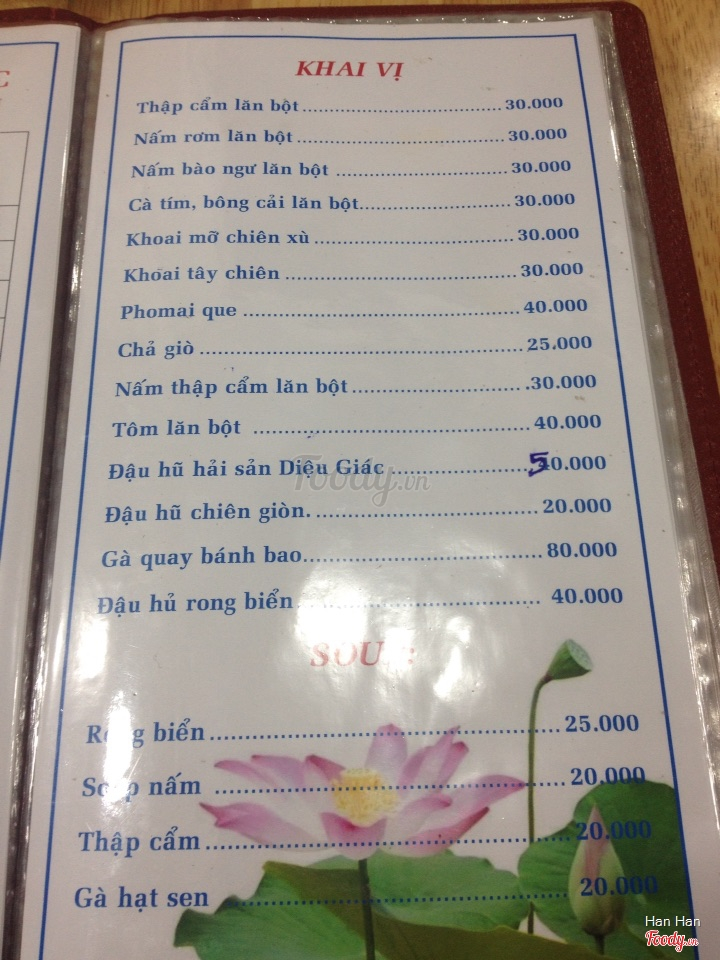 C
KHAI VỊ
Thập cẩm lăn bột 30.000
Nấm rơm lăn bột 30.000
Nấm bào ngư lăn bột 30.000
Cà tím, bông cải lăn bột 30.000
Khoai mỡ chiên xù 30.000
Khoai tây chiên 30.000
Phomai que 40.000
Chả giò 25.000
Nấm thập cẩm lăn bột 30.000
Tôm lăn bột 40.000
Đậu hũ hải sản Diệu Giác 50.000
Đậu hũ chiên giòn 20.000
Gà quay bánh bao 80.000
Đậu hủ rong biển 40.000
SOUP:
Rong biển 25.000
Soup nấm 20.000
Thập cẩm 20.000
Gà hạt sen 20.000
Foody.vn
Han Han
Foody.vn